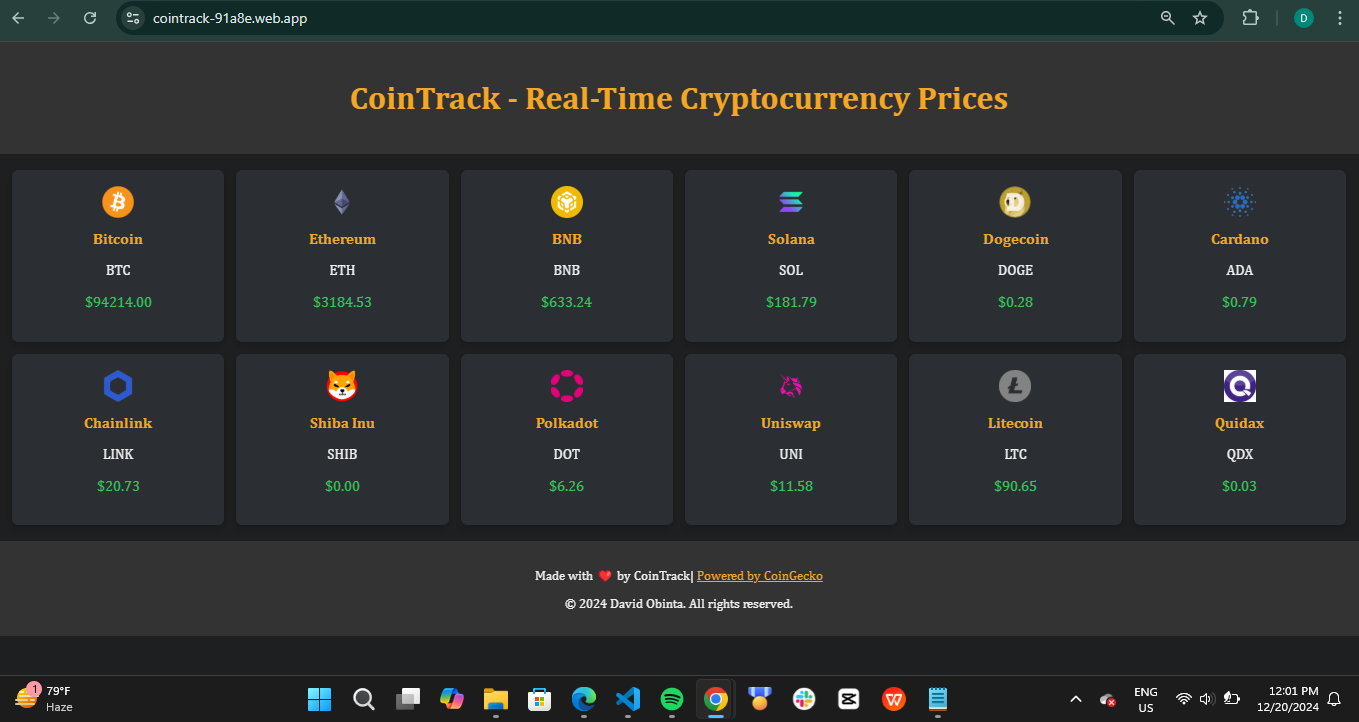 cointrack-91a8e.web.app
D
CoinTrack - Real-Time Cryptocurrency Prices
Bitcoin
BTC
$94214.00
Ethereum
ETH
$3184.53
BNB
BNB
$633.24
Solana
SOL
$181.79
Dogecoin
DOGE
$0.28
Cardano
ADA
$0.79
Chainlink
LINK
$20.73
Shiba Inu
SHIB
$0.00
Polkadot
DOT
$6.26
Uniswap
UNI
$11.58
Litecoin
LTC
$90.65
Quidax
QDX
$0.03
Made with ❤️ by CoinTrack| Powered by CoinGecko
© 2024 David Obinta. All rights reserved.
1
79°F
Haze
ENG
US
12:01 PM
12/20/2024